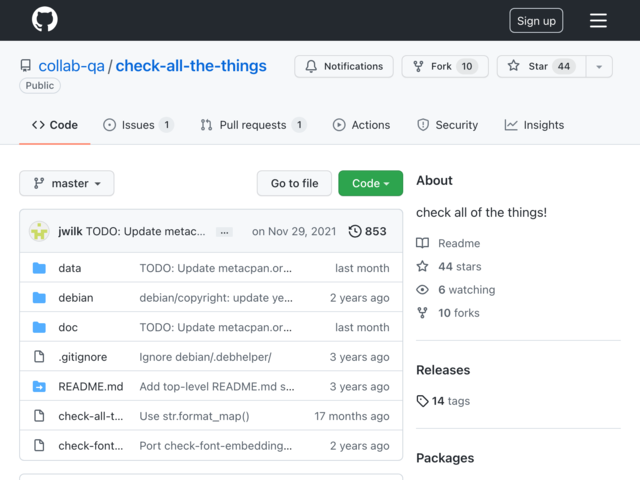 Sign up
collab-qa / check-all-the-things
Public
Notifications
Fork 10
Star 44
Code
Issues 1
Pull requests 1
Actions
Security
Insights
master
Go to file
Code
jwilk TODO: Update metac... ... on Nov 29, 2021 853
data TODO: Update metacpan.or... last month
debian debian/copyright: update ye... 2 years ago
doc TODO: Update metacpan.or... last month
.gitignore Ignore debian/.debhelper/ 3 years ago
README.md Add top-level README.md s... 3 years ago
check-all-t... Use str.format_map() 17 months ago
check-font... Port check-font-embedding... 2 years ago
About
check all of the things!
Readme
44 stars
6 watching
10 forks
Releases
14 tags
Packages